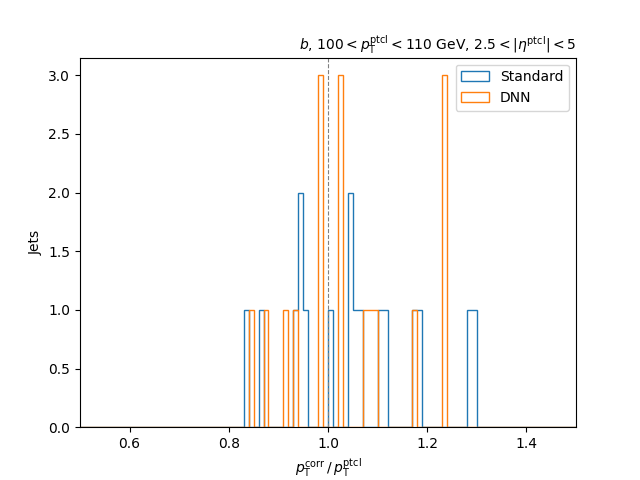 b, 100 < p_T^ptcl < 110 GeV, 2.5 < |η^ptcl| < 5
Standard
DNN
3.0
2.5
2.0
1.5
1.0
0.5
0.0
Jets
0.6 0.8 1.0 1.2 1.4
p_T^corr / p_T^ptcl